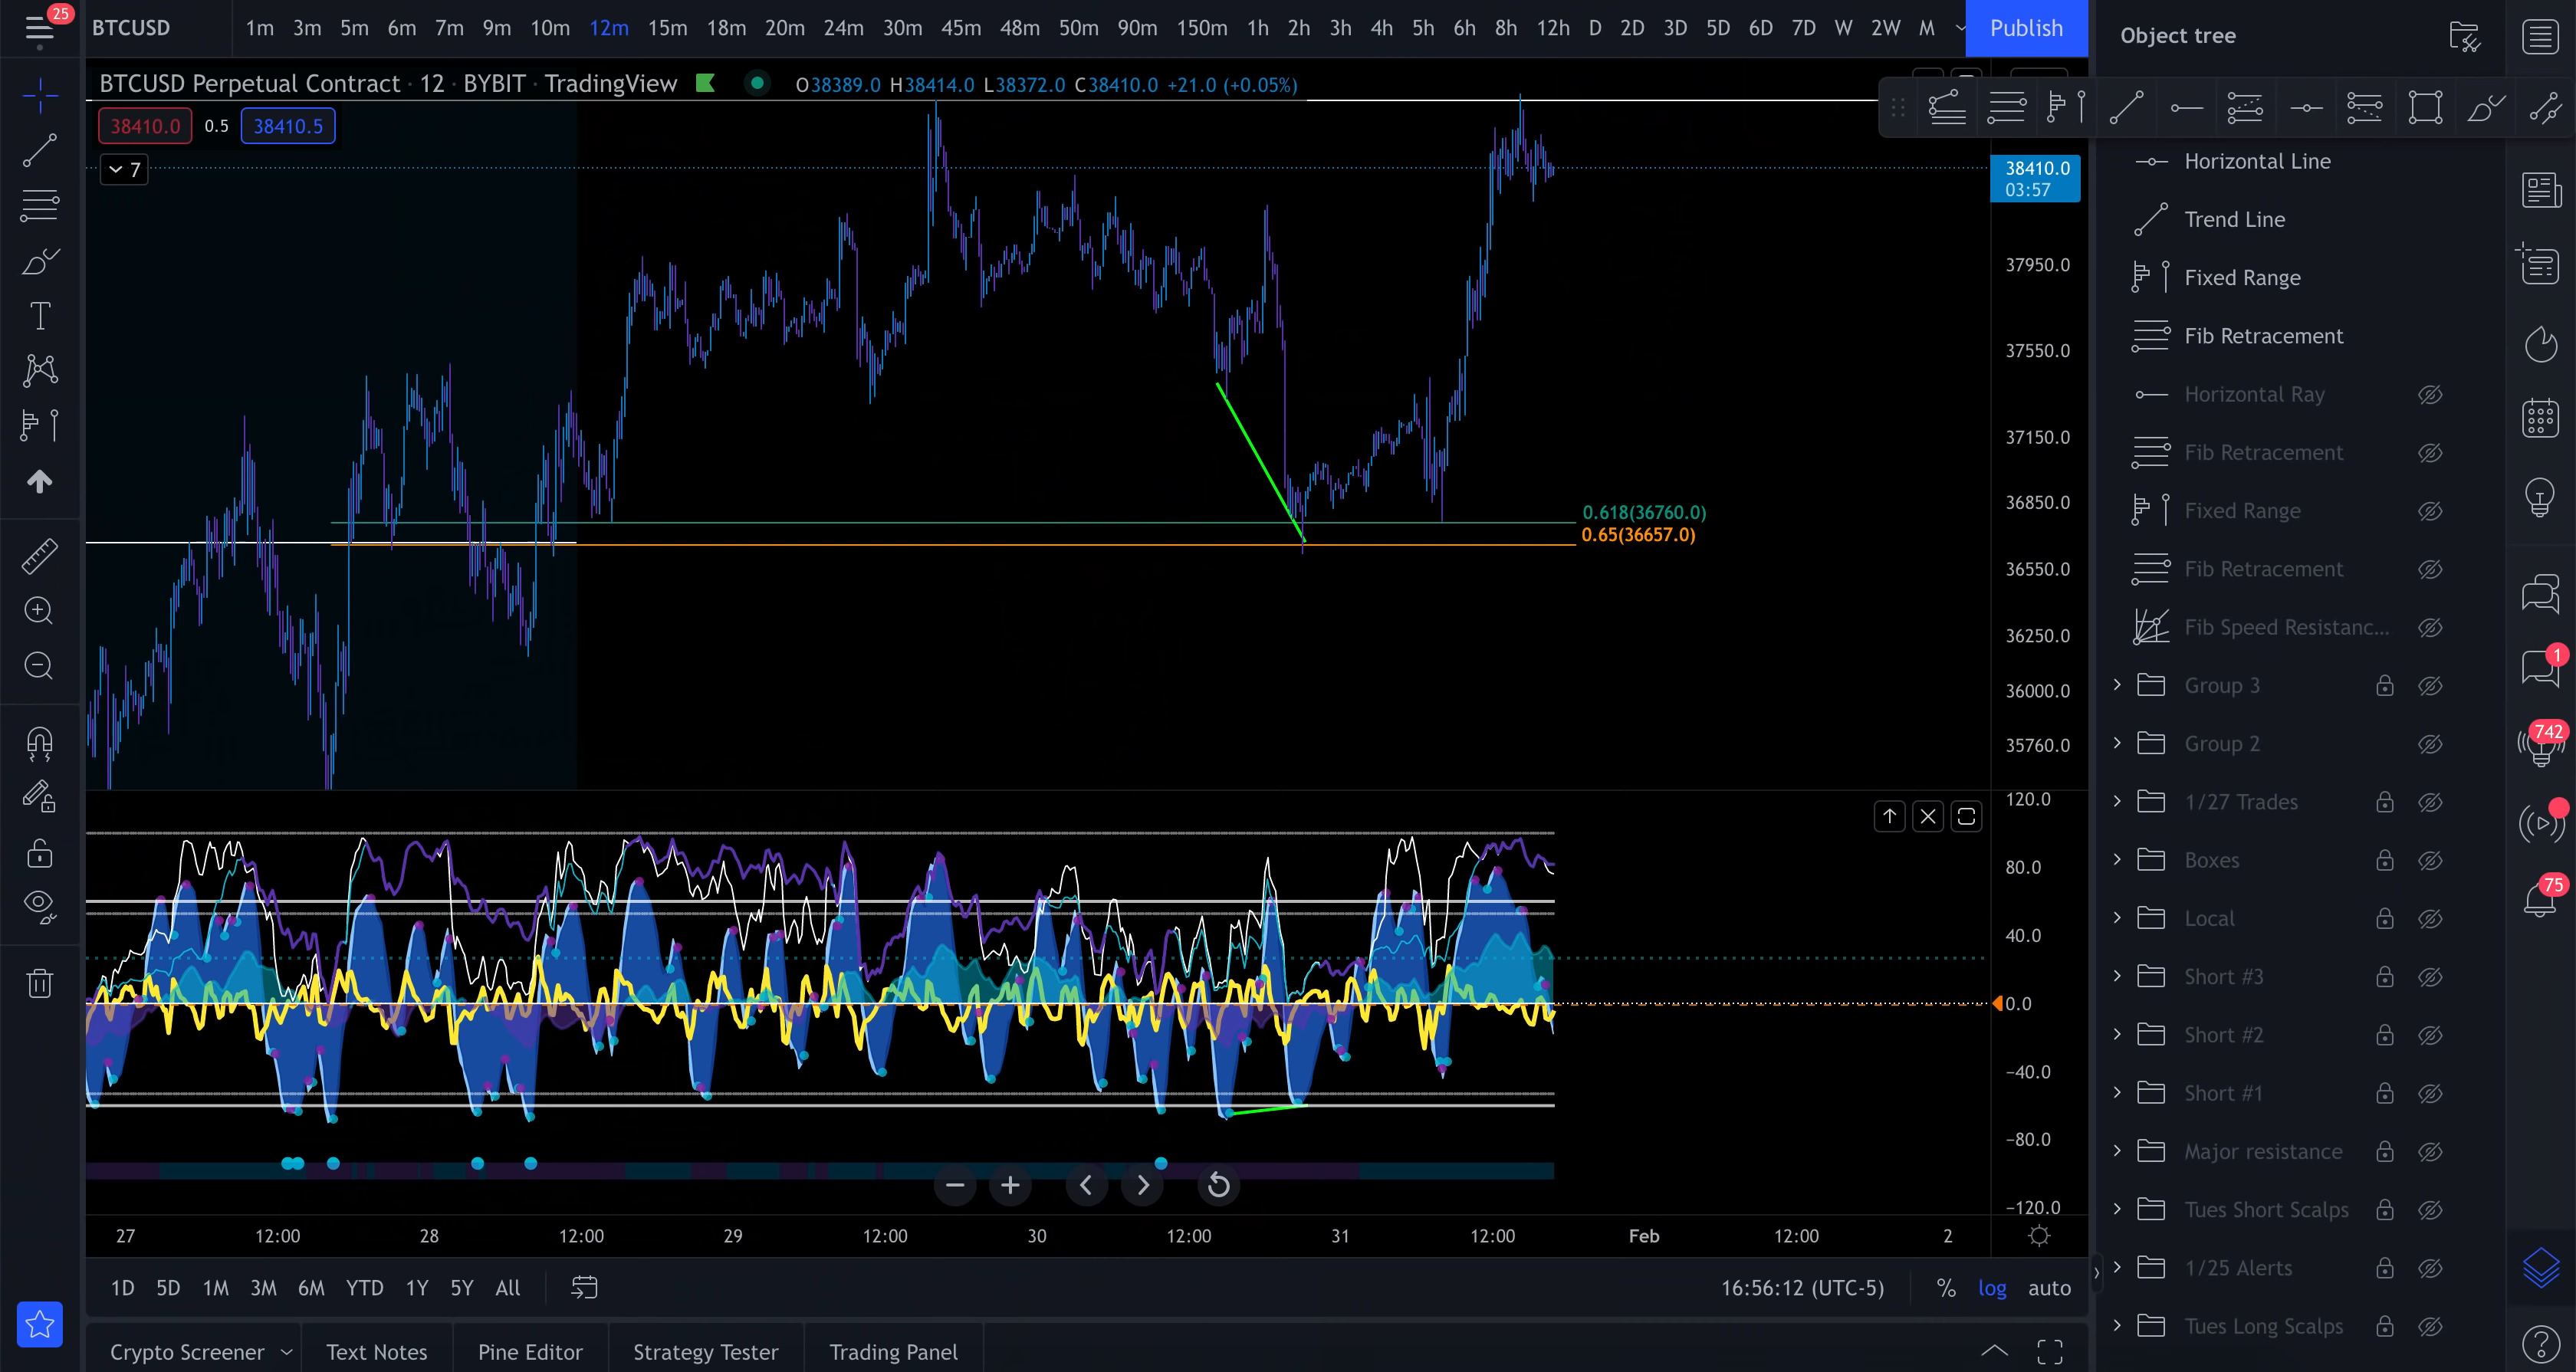 25
BTCUSD
1m 3m 5m 6m 7m 9m 10m 12m 15m 18m 20m 24m 30m 45m 48m 50m 90m 150m 1h 2h 3h 4h 5h 6h 8h 12h D 2D 3D 5D 6D 7D W 2W M
Publish
Object tree
BTCUSD Perpetual Contract · 12 · BYBIT · TradingView
O38389.0 H38414.0 L38372.0 C38410.0 +21.0 (+0.05%)
38410.0 0.5 38410.5
7
38410.0
03:57
37950.0
37550.0
37150.0
36850.0
36550.0
36250.0
36000.0
35760.0
0.618(36760.0)
0.65(36657.0)
120.0
80.0
40.0
0.0
−40.0
−80.0
−120.0
27 12:00 28 12:00 29 12:00 30 12:00 31 12:00 Feb 12:00 2
1D 5D 1M 3M 6M YTD 1Y 5Y All
16:56:12 (UTC-5) % log auto
Crypto Screener Text Notes Pine Editor Strategy Tester Trading Panel
Horizontal Line
Trend Line
Fixed Range
Fib Retracement
Horizontal Ray
Fib Retracement
Fixed Range
Fib Retracement
Fib Speed Resistanc...
Group 3
Group 2
1/27 Trades
Boxes
Local
Short #3
Short #2
Short #1
Major resistance
Tues Short Scalps
1/25 Alerts
Tues Long Scalps
1
742
75